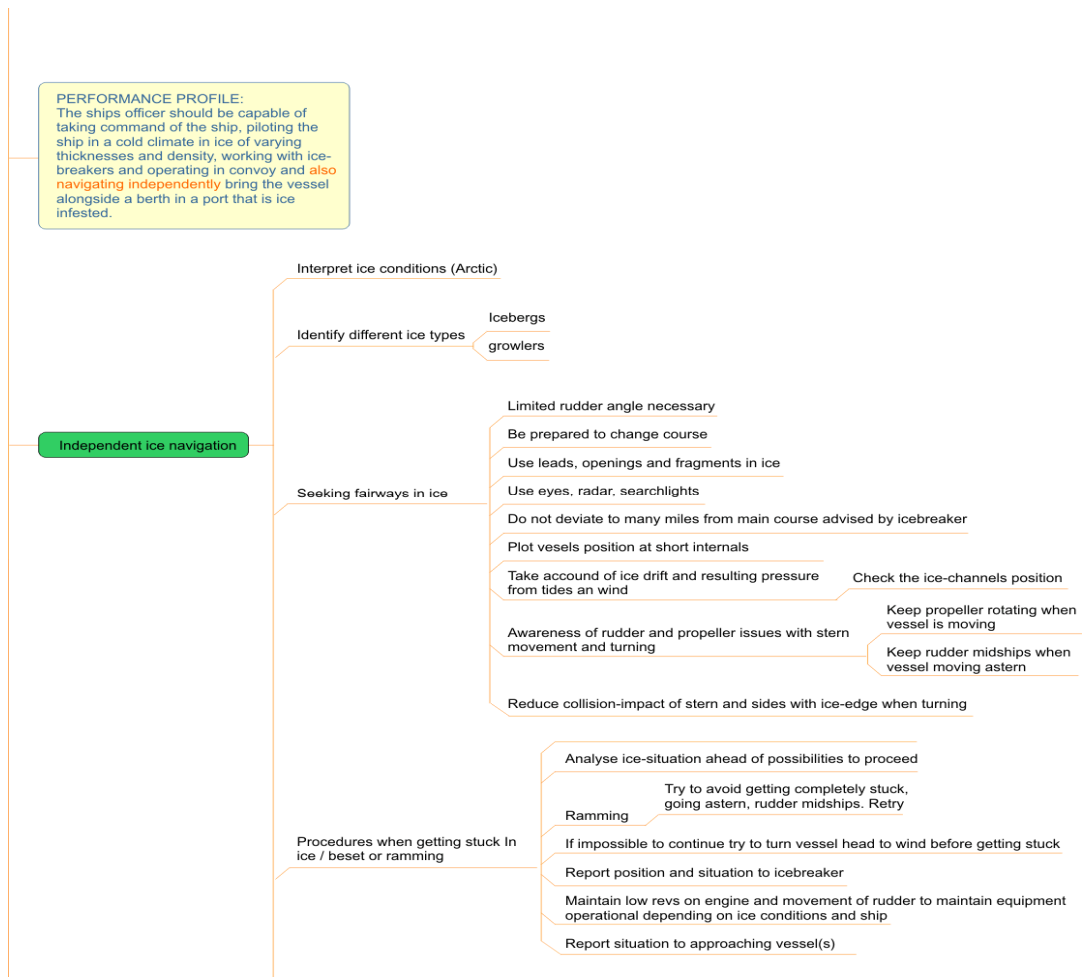 PERFORMANCE PROFILE:
The ships officer should be capable of
taking command of the ship, piloting the
ship in a cold climate in ice of varying
thicknesses and density, working with ice-
breakers and operating in convoy and also
navigating independently bring the vessel
alongside a berth in a port that is ice
infested.
Independent ice navigation
Interpret ice conditions (Arctic)
Identify different ice types
Icebergs
growlers
Seeking fairways in ice
Limited rudder angle necessary
Be prepared to change course
Use leads, openings and fragments in ice
Use eyes, radar, searchlights
Do not deviate to many miles from main course advised by icebreaker
Plot vesels position at short internals
Take accound of ice drift and resulting pressure
from tides an wind
Check the ice-channels position
Awareness of rudder and propeller issues with stern
movement and turning
Keep propeller rotating when
vessel is moving
Keep rudder midships when
vessel moving astern
Reduce collision-impact of stern and sides with ice-edge when turning
Procedures when getting stuck In
ice / beset or ramming
Analyse ice-situation ahead of possibilities to proceed
Ramming
Try to avoid getting completely stuck,
going astern, rudder midships. Retry
If impossible to continue try to turn vessel head to wind before getting stuck
Report position and situation to icebreaker
Maintain low revs on engine and movement of rudder to maintain equipment
operational depending on ice conditions and ship
Report situation to approaching vessel(s)